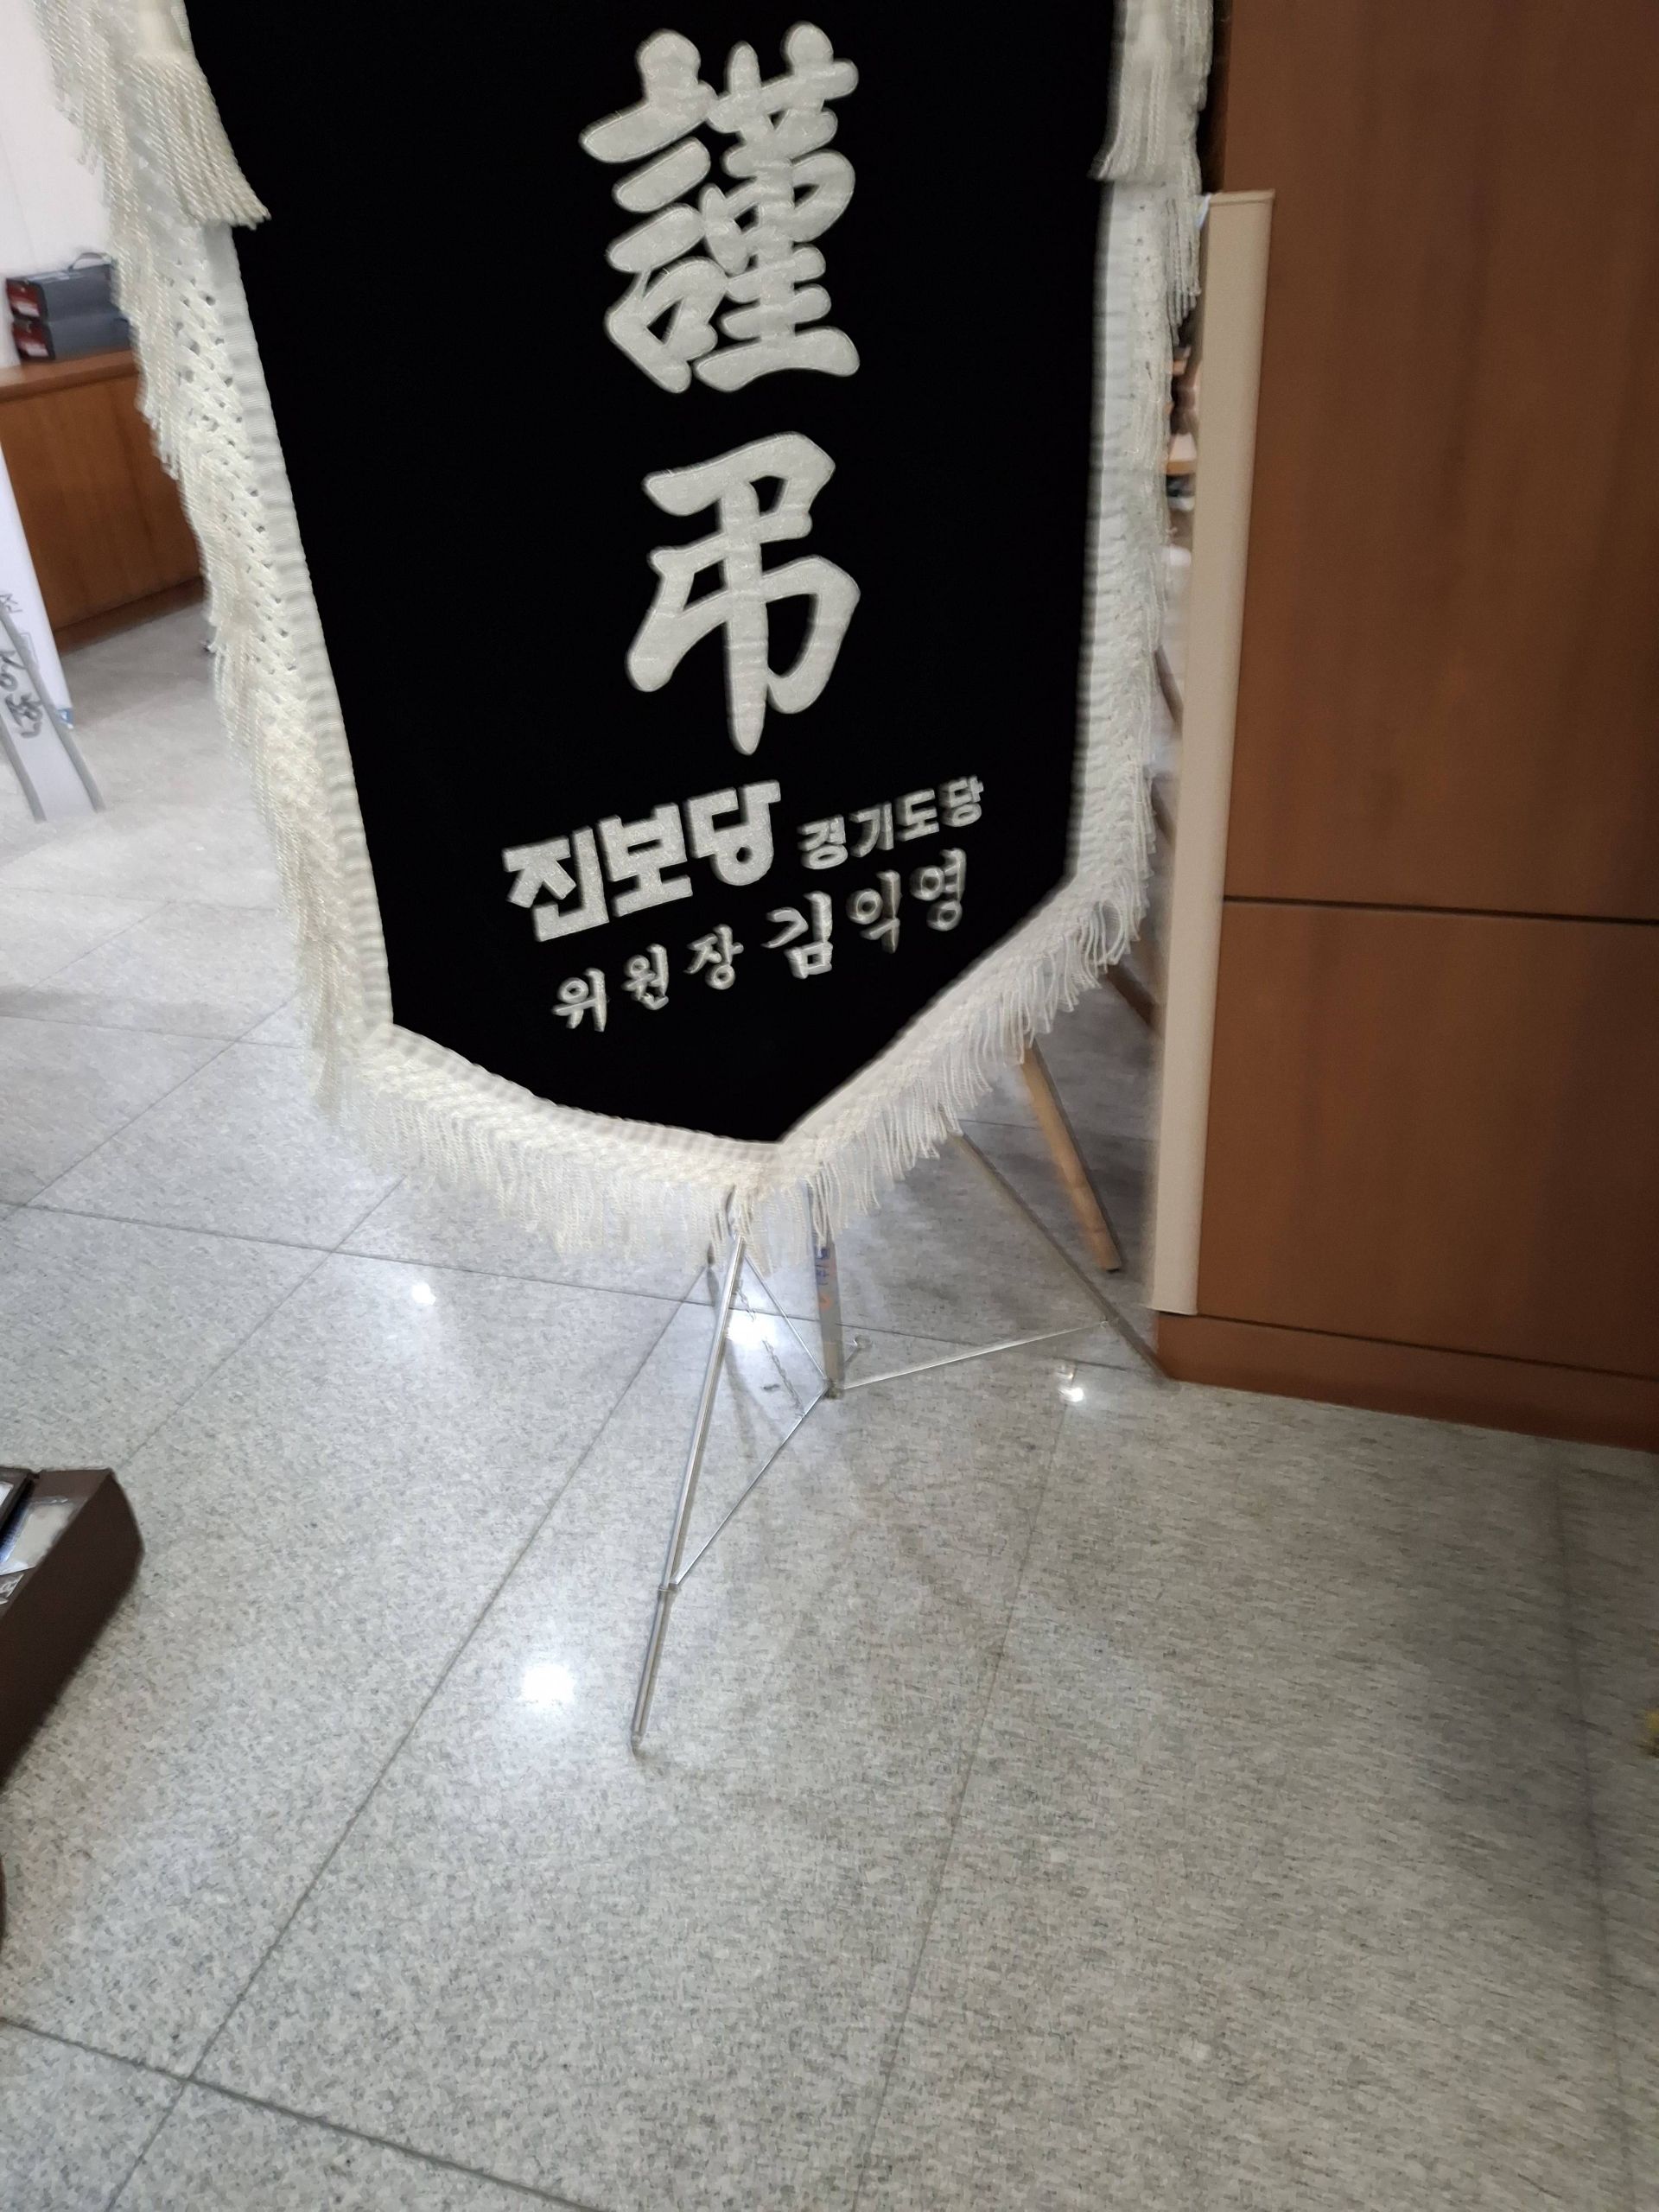 謹
弔
진보당 경기도당
위원장 김익영